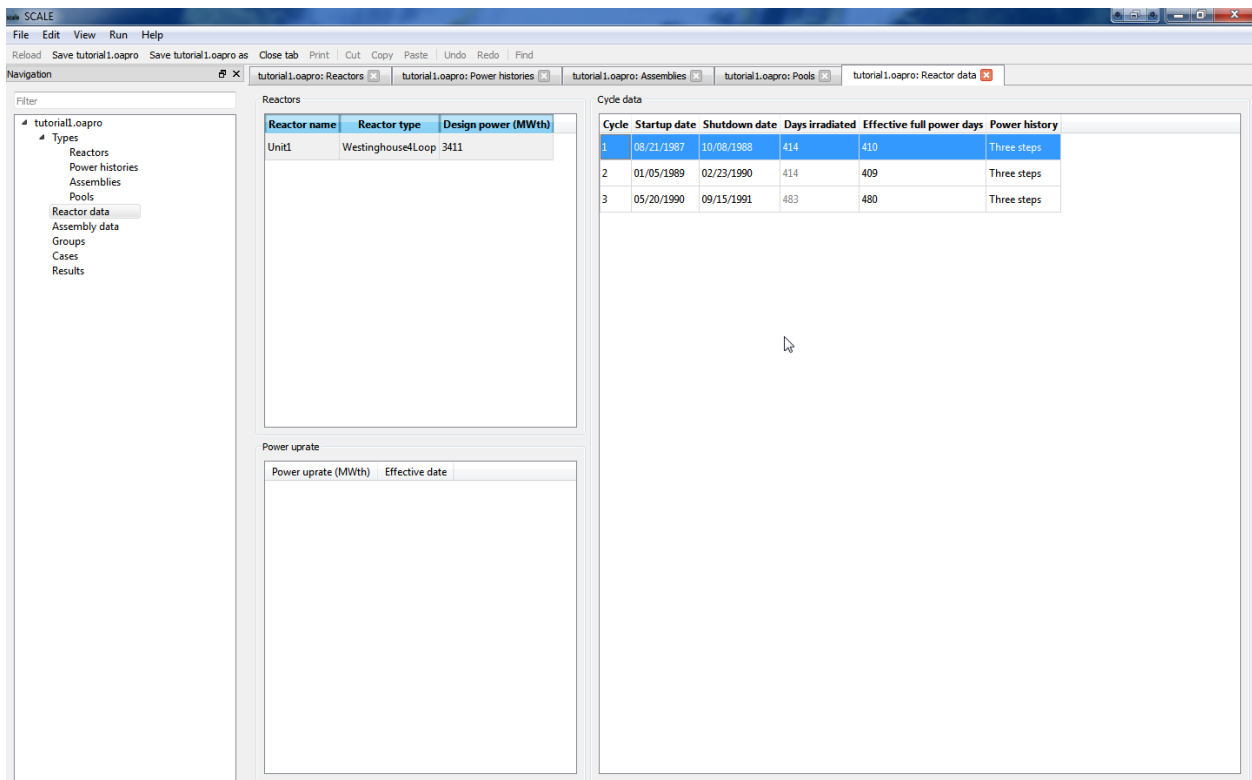 scale SCALE
File Edit View Run Help
Reload Save tutorial1.oapro Save tutorial1.oapro as Close tab Print Cut Copy Paste Undo Redo Find
Navigation
Filter
tutorial1.oapro
Types
Reactors
Power histories
Assemblies
Pools
Reactor data
Assembly data
Groups
Cases
Results
tutorial1.oapro: Reactors tutorial1.oapro: Power histories tutorial1.oapro: Assemblies tutorial1.oapro: Pools tutorial1.oapro: Reactor data
Reactors
Reactor name Reactor type Design power (MWth)
Unit1 Westinghouse4Loop 3411
Power uprate
Power uprate (MWth) Effective date
Cycle data
Cycle Startup date Shutdown date Days irradiated Effective full power days Power history
1 08/21/1987 10/08/1988 414 410 Three steps
2 01/05/1989 02/23/1990 414 409 Three steps
3 05/20/1990 09/15/1991 483 480 Three steps